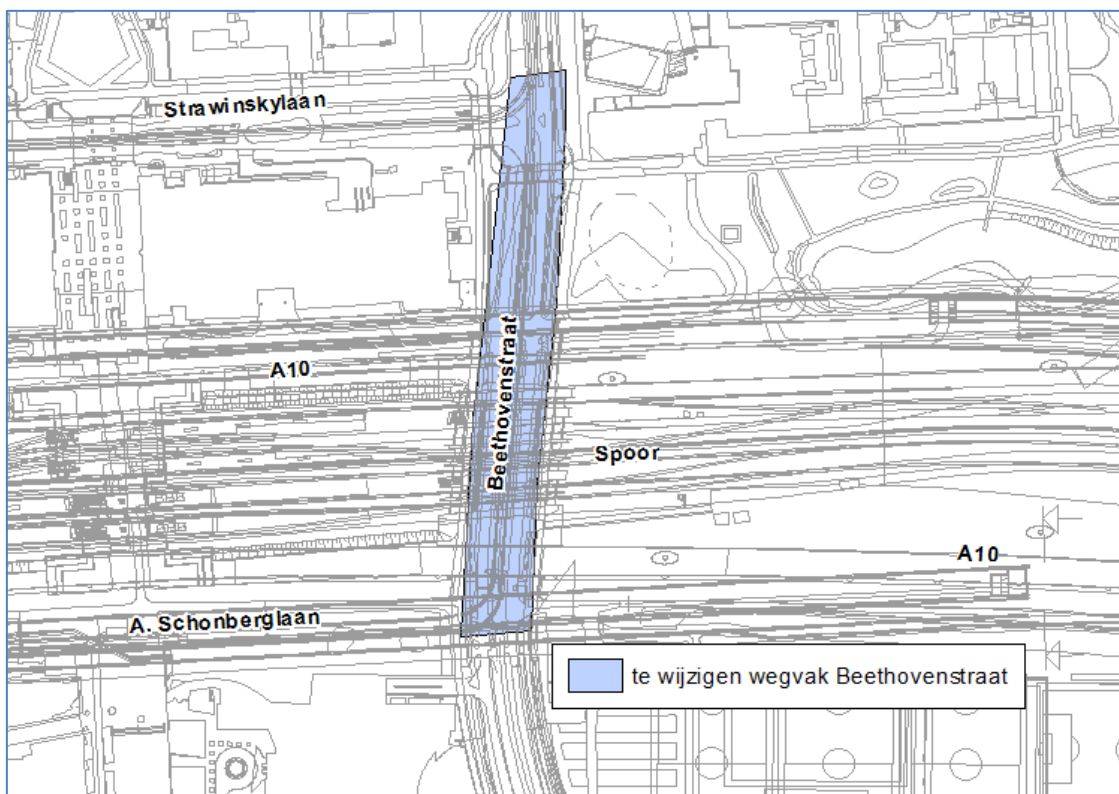 Strawinskylaan
A10
Beethovenstraat
Spoor
A10
A. Schonberglaan
te wijzigen wegvak Beethovenstraat